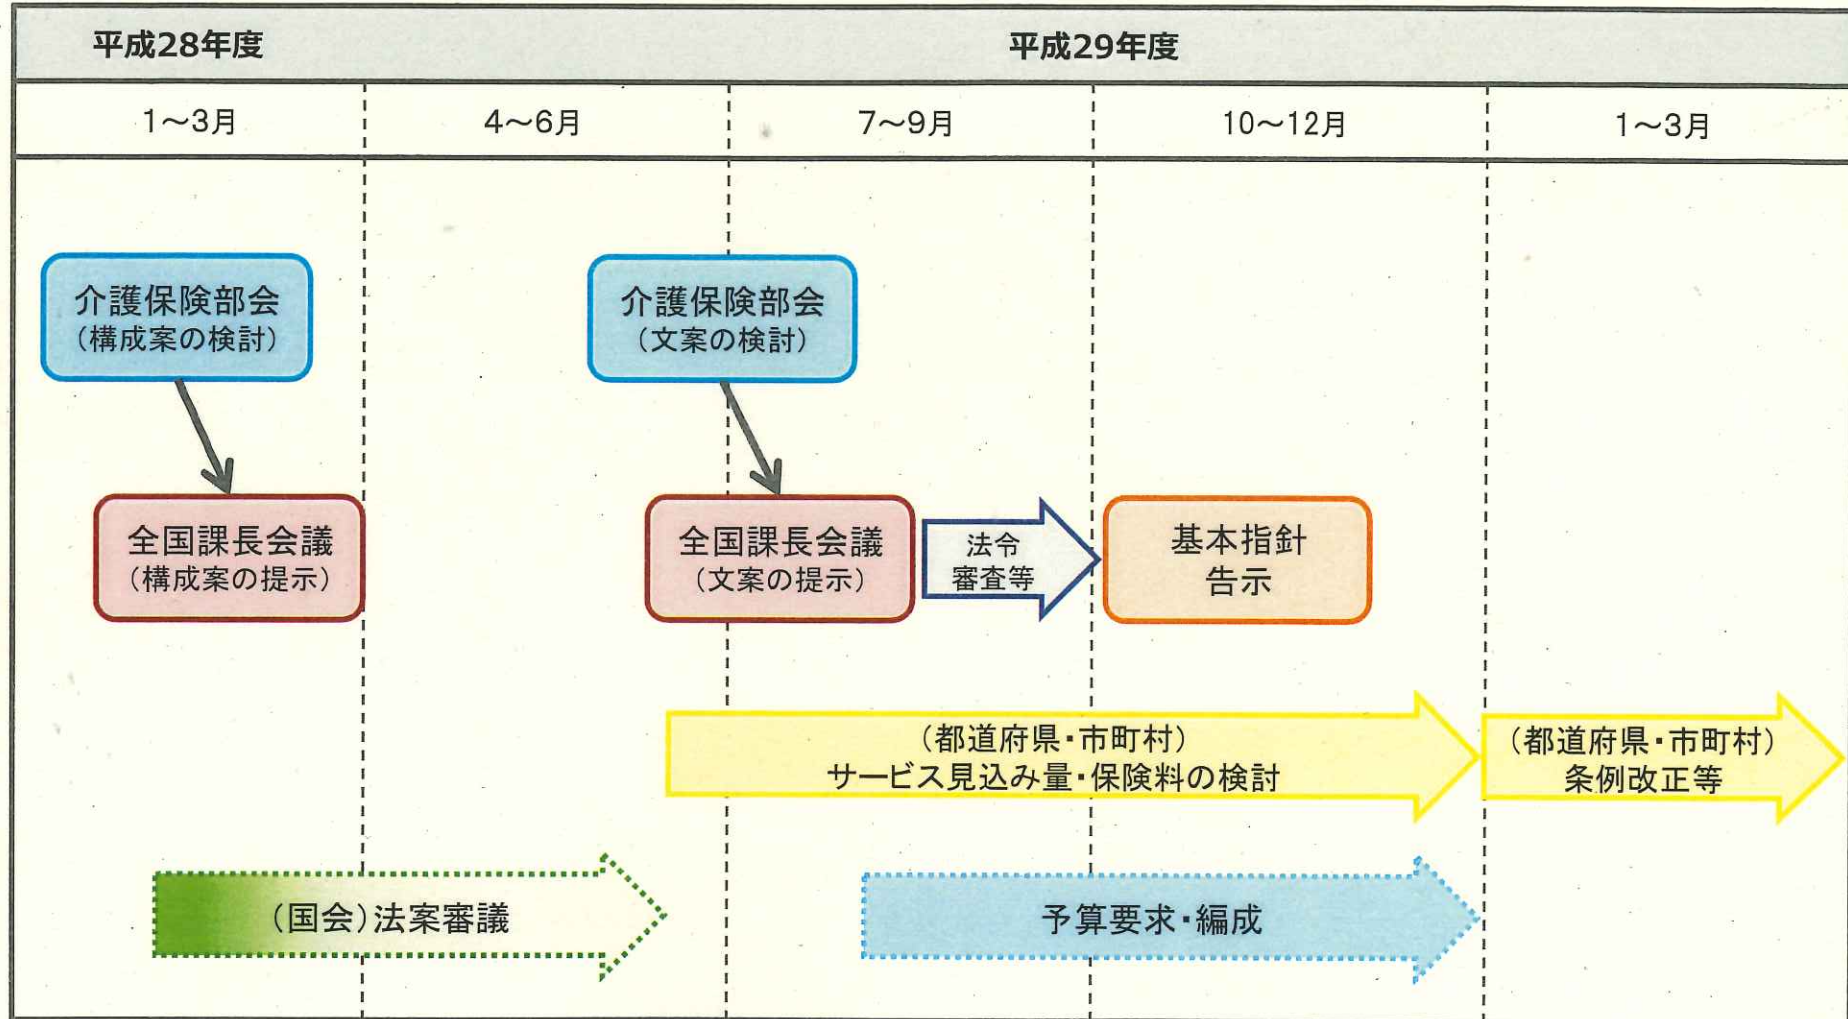 平成28年度 平成29年度
1～3月 4～6月 7～9月 10～12月 1～3月
介護保険部会
(構成案の検討)
介護保険部会
(文案の検討)
全国課長会議
(構成案の提示)
全国課長会議
(文案の提示)
法令
審査等
基本指針
告示
(都道府県・市町村)
サービス見込み量・保険料の検討
(都道府県・市町村)
条例改正等
(国会)法案審議
予算要求・編成